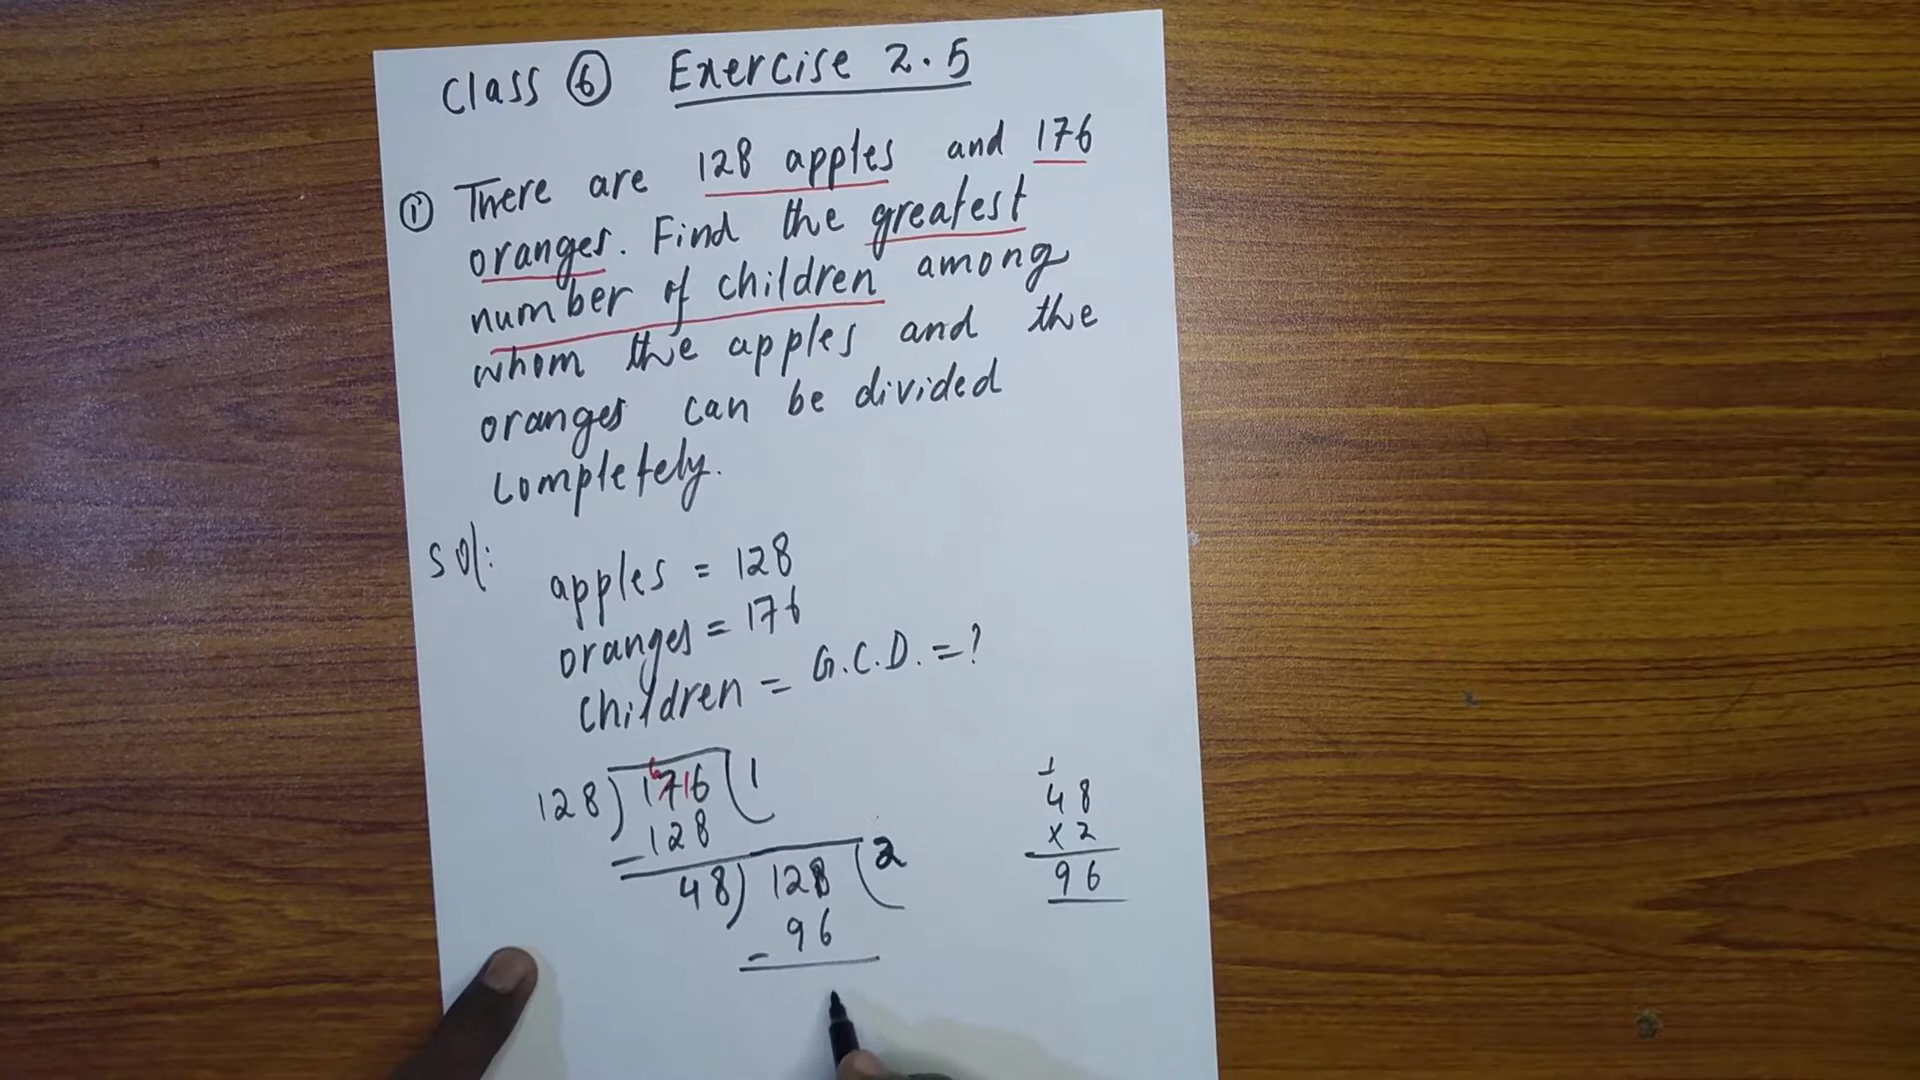 Class ⑥ Exercise 2.5
① There are 128 apples and 176
oranges. Find the greatest
number of children among
whom the apples and the
oranges can be divided
completely.
Sol:
apples = 128
oranges = 176
children = G.C.D. = ?
128) 176 (1
- 128
48) 128 (2
- 96
1
48
x 2
96